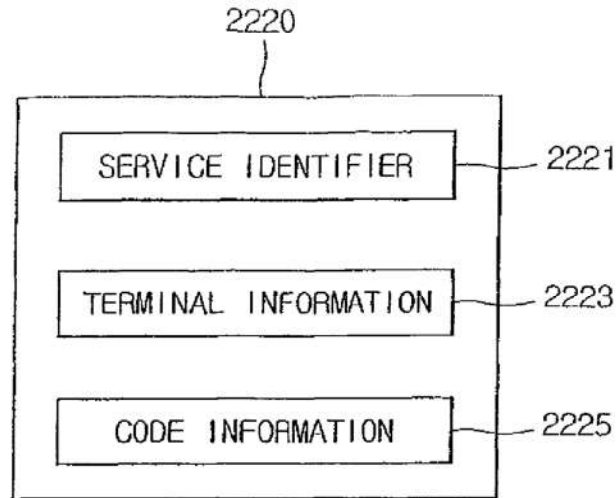 2220
SERVICE IDENTIFIER 2221
TERMINAL INFORMATION 2223
CODE INFORMATION 2225